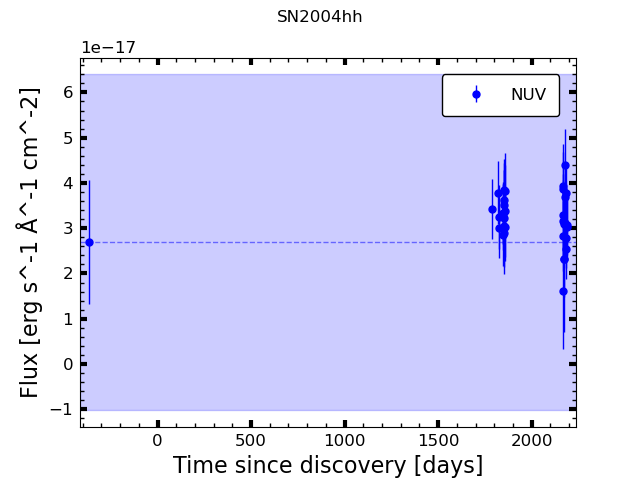 SN2004hh
1e−17
NUV
6
5
4
3
2
1
0
−1
Flux [erg s^-1 Å^-1 cm^-2]
0 500 1000 1500 2000
Time since discovery [days]